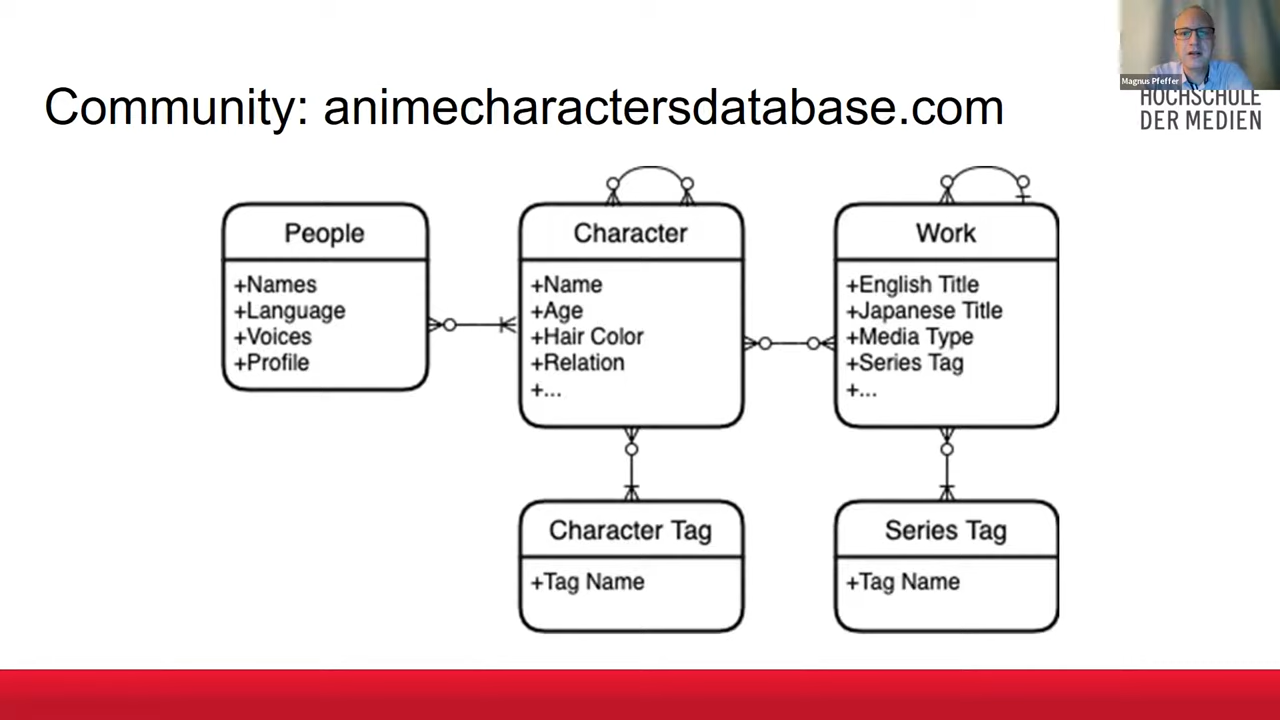 Magnus Pfeffer
HOCHSCHULE
DER MEDIEN
Community: animecharactersdatabase.com
People
+Names
+Language
+Voices
+Profile
Character
+Name
+Age
+Hair Color
+Relation
+...
Work
+English Title
+Japanese Title
+Media Type
+Series Tag
+...
Character Tag
+Tag Name
Series Tag
+Tag Name